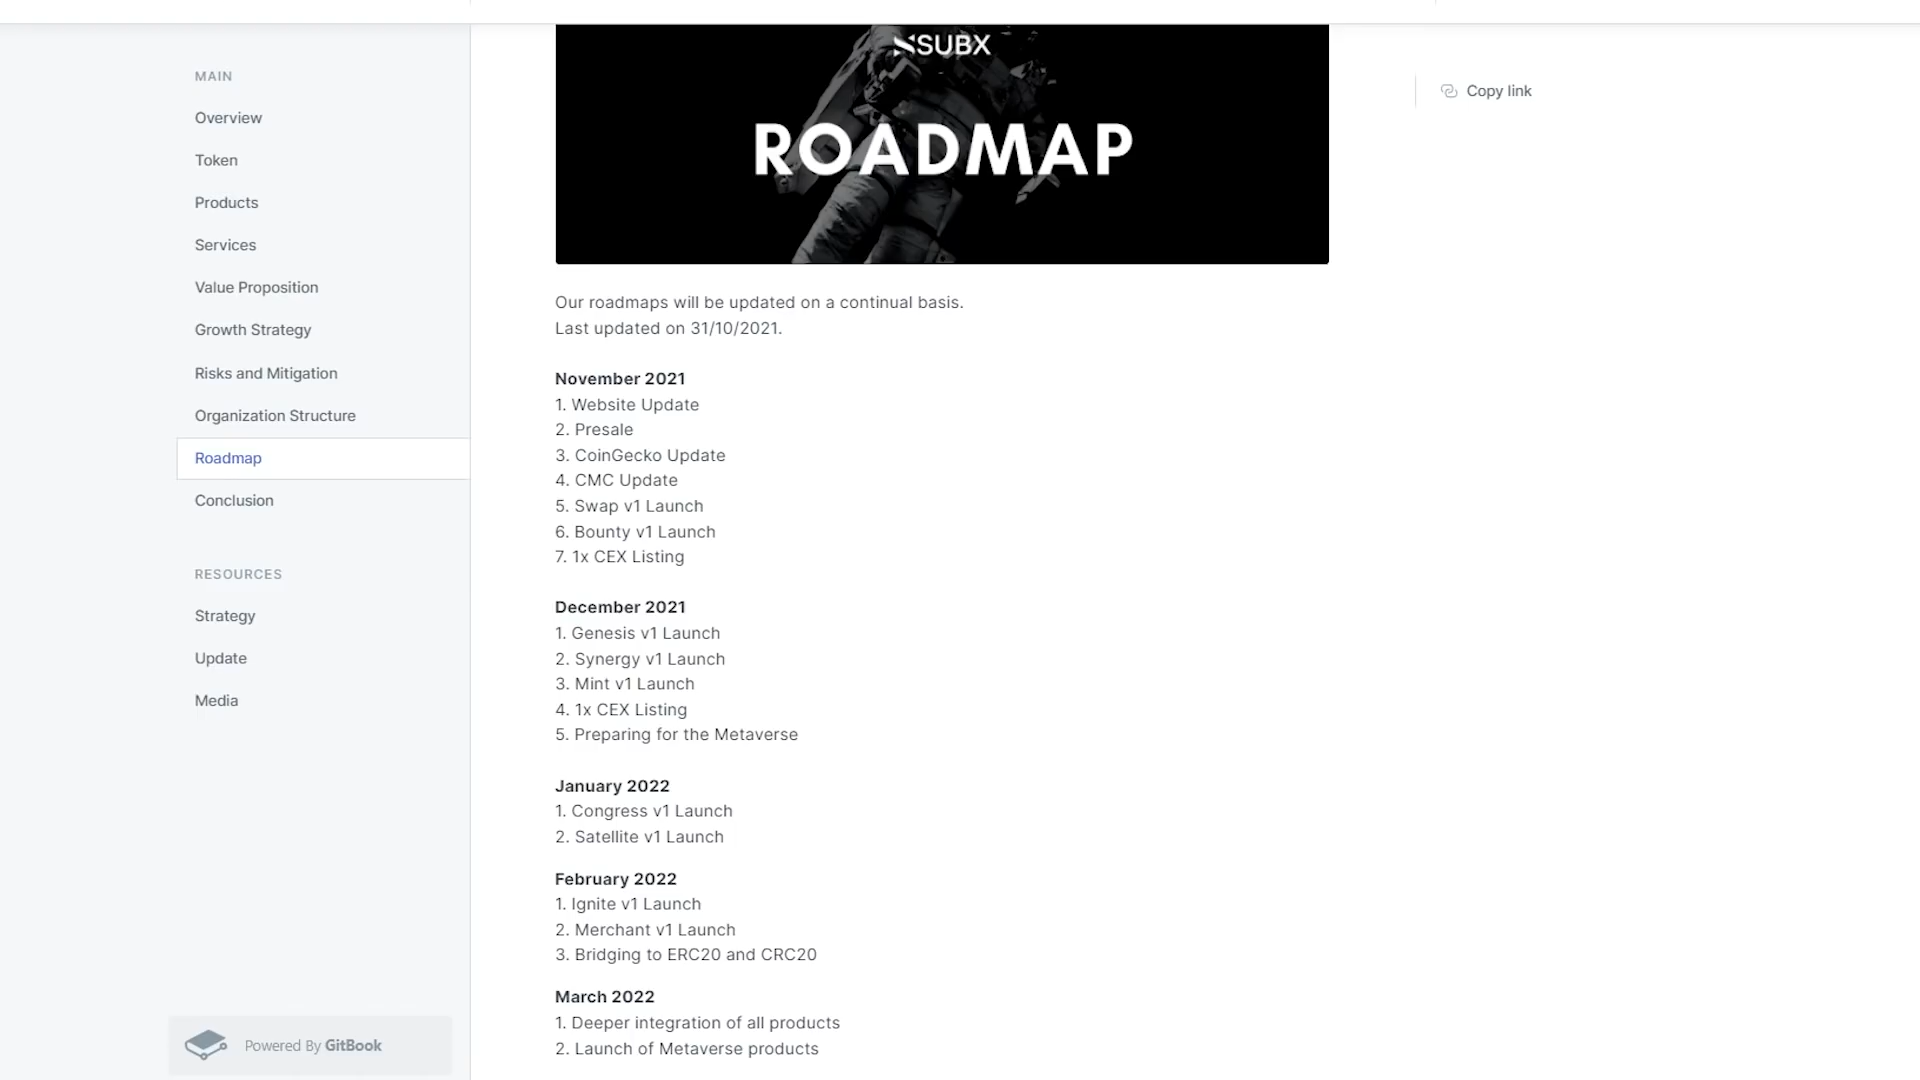 MAIN
Overview
Token
Products
Services
Value Proposition
Growth Strategy
Risks and Mitigation
Organization Structure
Roadmap
Conclusion
RESOURCES
Strategy
Update
Media
Powered By GitBook
SUBX
ROADMAP
Our roadmaps will be updated on a continual basis.
Last updated on 31/10/2021.
November 2021
1. Website Update
2. Presale
3. CoinGecko Update
4. CMC Update
5. Swap v1 Launch
6. Bounty v1 Launch
7. 1x CEX Listing
December 2021
1. Genesis v1 Launch
2. Synergy v1 Launch
3. Mint v1 Launch
4. 1x CEX Listing
5. Preparing for the Metaverse
January 2022
1. Congress v1 Launch
2. Satellite v1 Launch
February 2022
1. Ignite v1 Launch
2. Merchant v1 Launch
3. Bridging to ERC20 and CRC20
March 2022
1. Deeper integration of all products
2. Launch of Metaverse products
Copy link